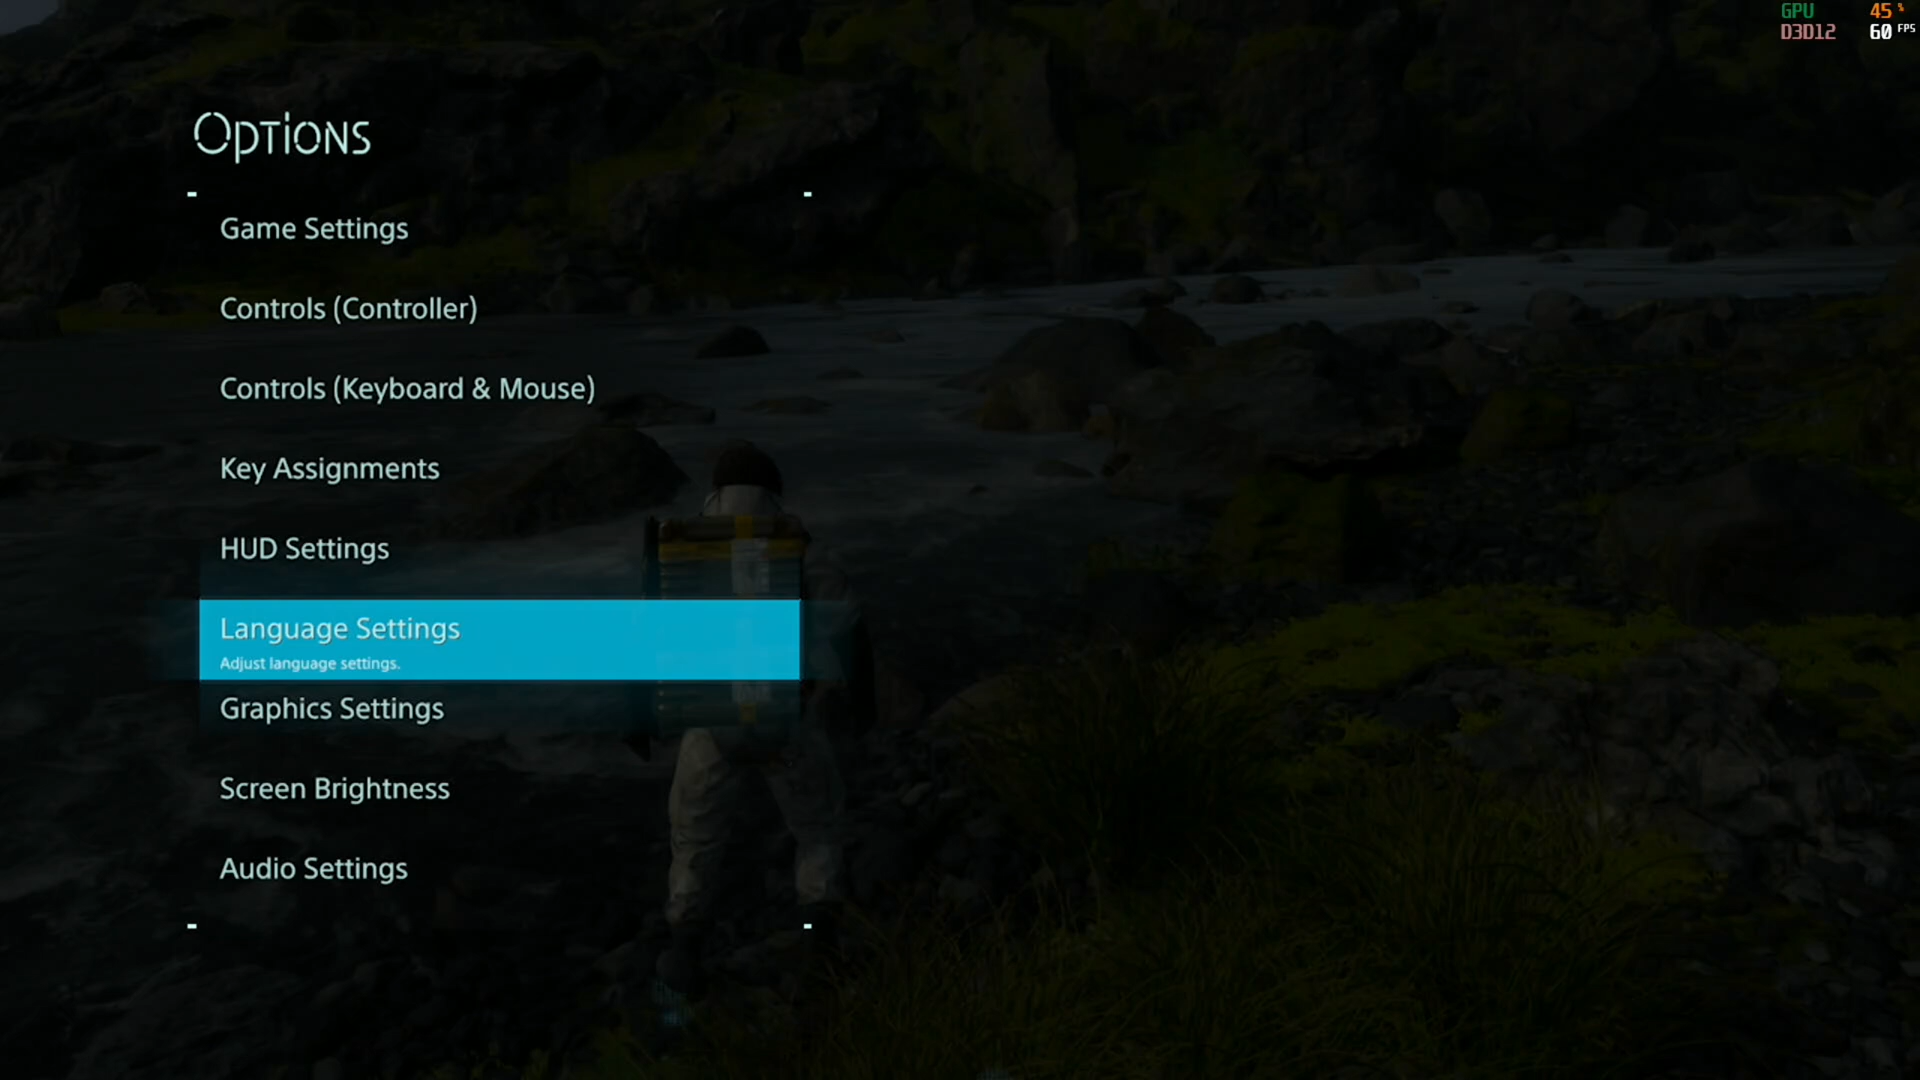 GPU 45 %
D3D12 60 FPS
Options
Game Settings
Controls (Controller)
Controls (Keyboard & Mouse)
Key Assignments
HUD Settings
Language Settings
Adjust language settings.
Graphics Settings
Screen Brightness
Audio Settings